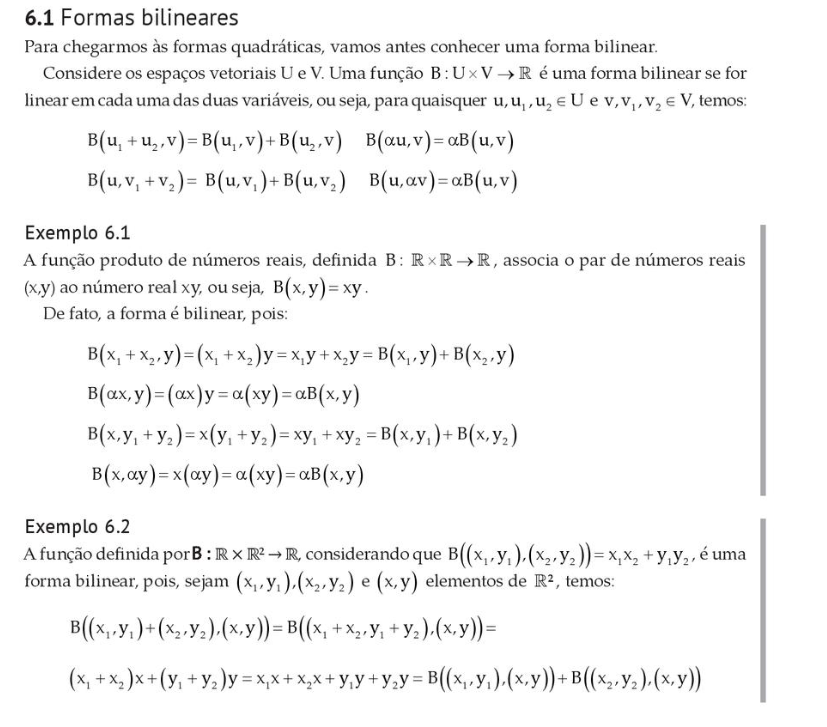 6.1 Formas bilineares
Para chegarmos às formas quadráticas, vamos antes conhecer uma forma bilinear.
Considere os espaços vetoriais U e V. Uma função B : U × V → ℝ é uma forma bilinear se for
linear em cada uma das duas variáveis, ou seja, para quaisquer u, u₁, u₂ ∈ U e v, v₁, v₂ ∈ V, temos:
B(u₁ + u₂, v) = B(u₁, v) + B(u₂, v) B(αu, v) = αB(u, v)
B(u, v₁ + v₂) = B(u, v₁) + B(u, v₂) B(u, αv) = αB(u, v)
Exemplo 6.1
A função produto de números reais, definida B : ℝ × ℝ → ℝ, associa o par de números reais
(x,y) ao número real xy, ou seja, B(x, y) = xy.
De fato, a forma é bilinear, pois:
B(x₁ + x₂, y) = (x₁ + x₂)y = x₁y + x₂y = B(x₁, y) + B(x₂, y)
B(αx, y) = (αx)y = α(xy) = αB(x, y)
B(x, y₁ + y₂) = x(y₁ + y₂) = xy₁ + xy₂ = B(x, y₁) + B(x, y₂)
B(x, αy) = x(αy) = α(xy) = αB(x, y)
Exemplo 6.2
A função definida por B : ℝ × ℝ² → ℝ, considerando que B((x₁, y₁), (x₂, y₂)) = x₁x₂ + y₁y₂, é uma
forma bilinear, pois, sejam (x₁, y₁), (x₂, y₂) e (x, y) elementos de ℝ², temos:
B((x₁, y₁) + (x₂, y₂), (x, y)) = B((x₁ + x₂, y₁ + y₂), (x, y)) =
(x₁ + x₂)x + (y₁ + y₂)y = x₁x + x₂x + y₁y + y₂y = B((x₁, y₁), (x, y)) + B((x₂, y₂), (x, y))